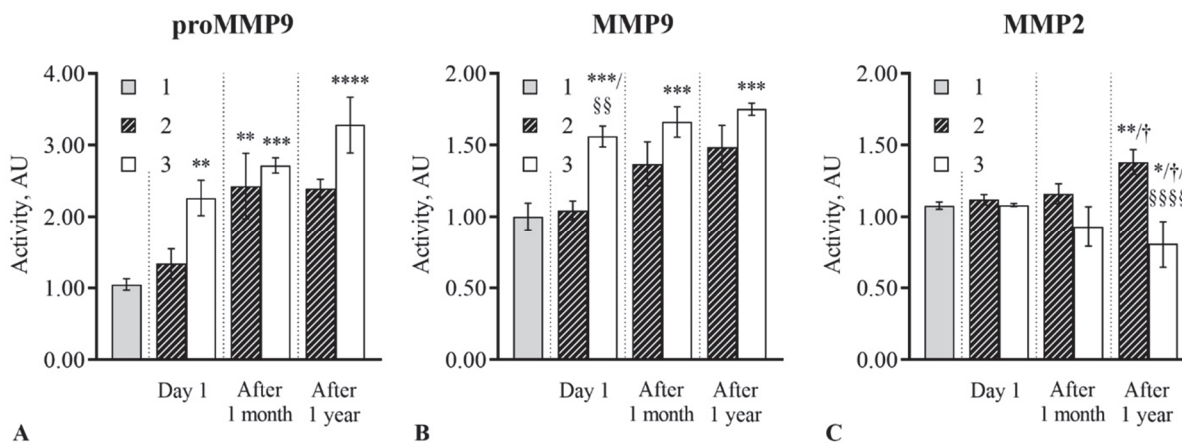 proMMP9
Activity, AU
4.00
3.00
2.00
1.00
0.00
1
2
3
**
** ***
****
Day 1
After
1 month
After
1 year
A
MMP9
Activity, AU
2.00
1.50
1.00
0.50
0.00
1
2
3
***/
§§
***
***
Day 1
After
1 month
After
1 year
B
MMP2
Activity, AU
2.00
1.50
1.00
0.50
0.00
1
2
3
**/†
*/†/
§§§§
Day 1
After
1 month
After
1 year
C